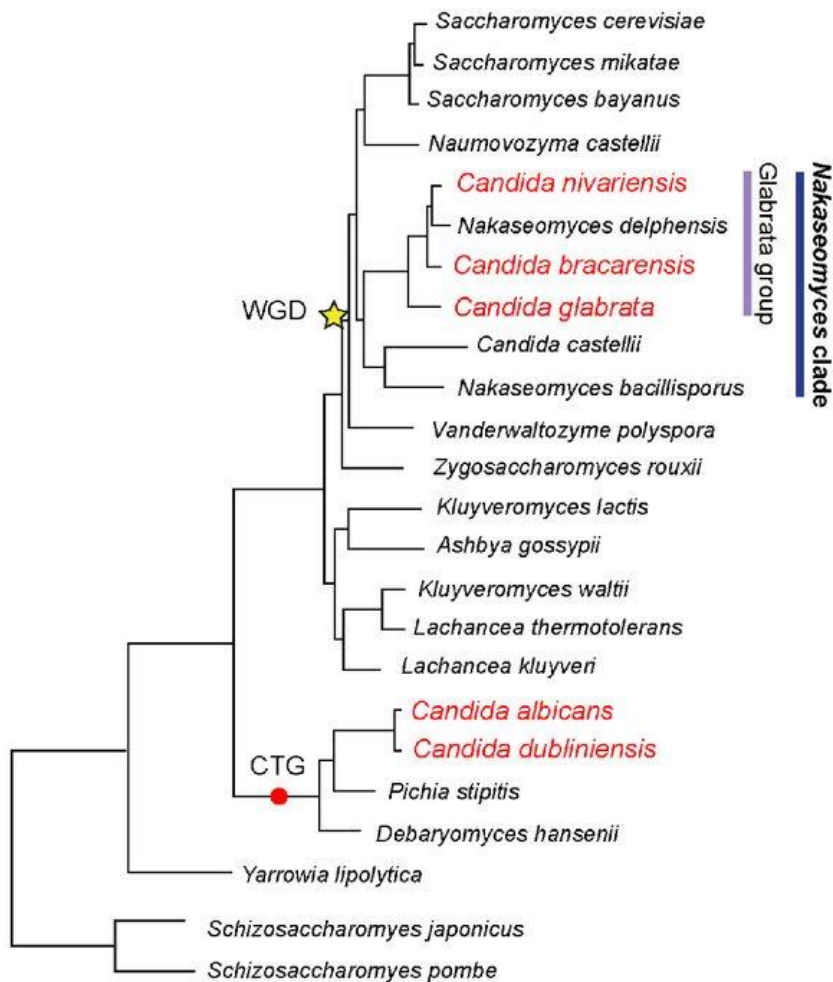 Saccharomyces cerevisiae
Saccharomyces mikatae
Saccharomyces bayanus
Naumovozyma castellii
Candida nivariensis
Nakaseomyces delphensis
Candida bracarensis
Candida glabrata
Glabrata group
Nakaseomyces clade
WGD
Candida castellii
Nakaseomyces bacillisporus
Vanderwaltozyme polyspora
Zygosaccharomyces rouxii
Kluyveromyces lactis
Ashbya gossypii
Kluyveromyces waltii
Lachancea thermotolerans
Lachancea kluyveri
Candida albicans
Candida dubliniensis
CTG
Pichia stipitis
Debaryomyces hansenii
Yarrowia lipolytica
Schizosaccharomyes japonicus
Schizosaccharomyes pombe